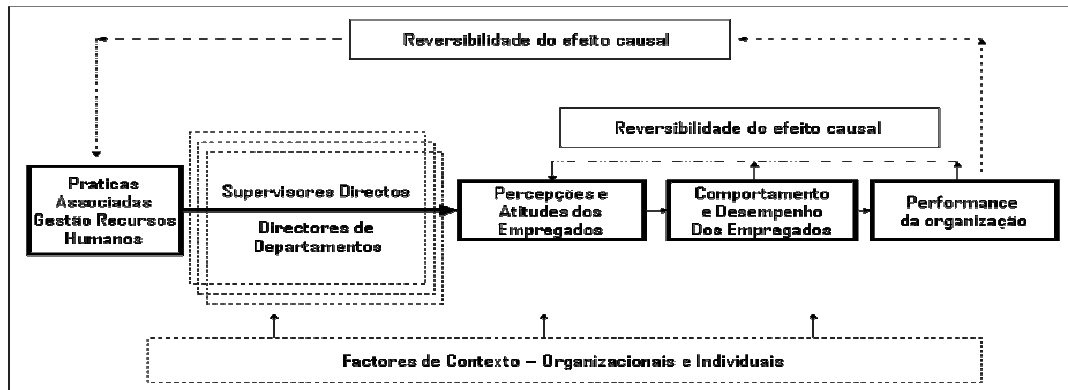 Reversibilidade do efeito causal
Reversibilidade do efeito causal
Praticas
Associadas
Gestão Recursos
Humanos
Supervisores Directos
Directores de
Departamentos
Percepções e
Atitudes dos
Empregados
Comportamento
e Desempenho
Dos Empregados
Performance
da organização
Factores de Contexto – Organizacionais e Individuais